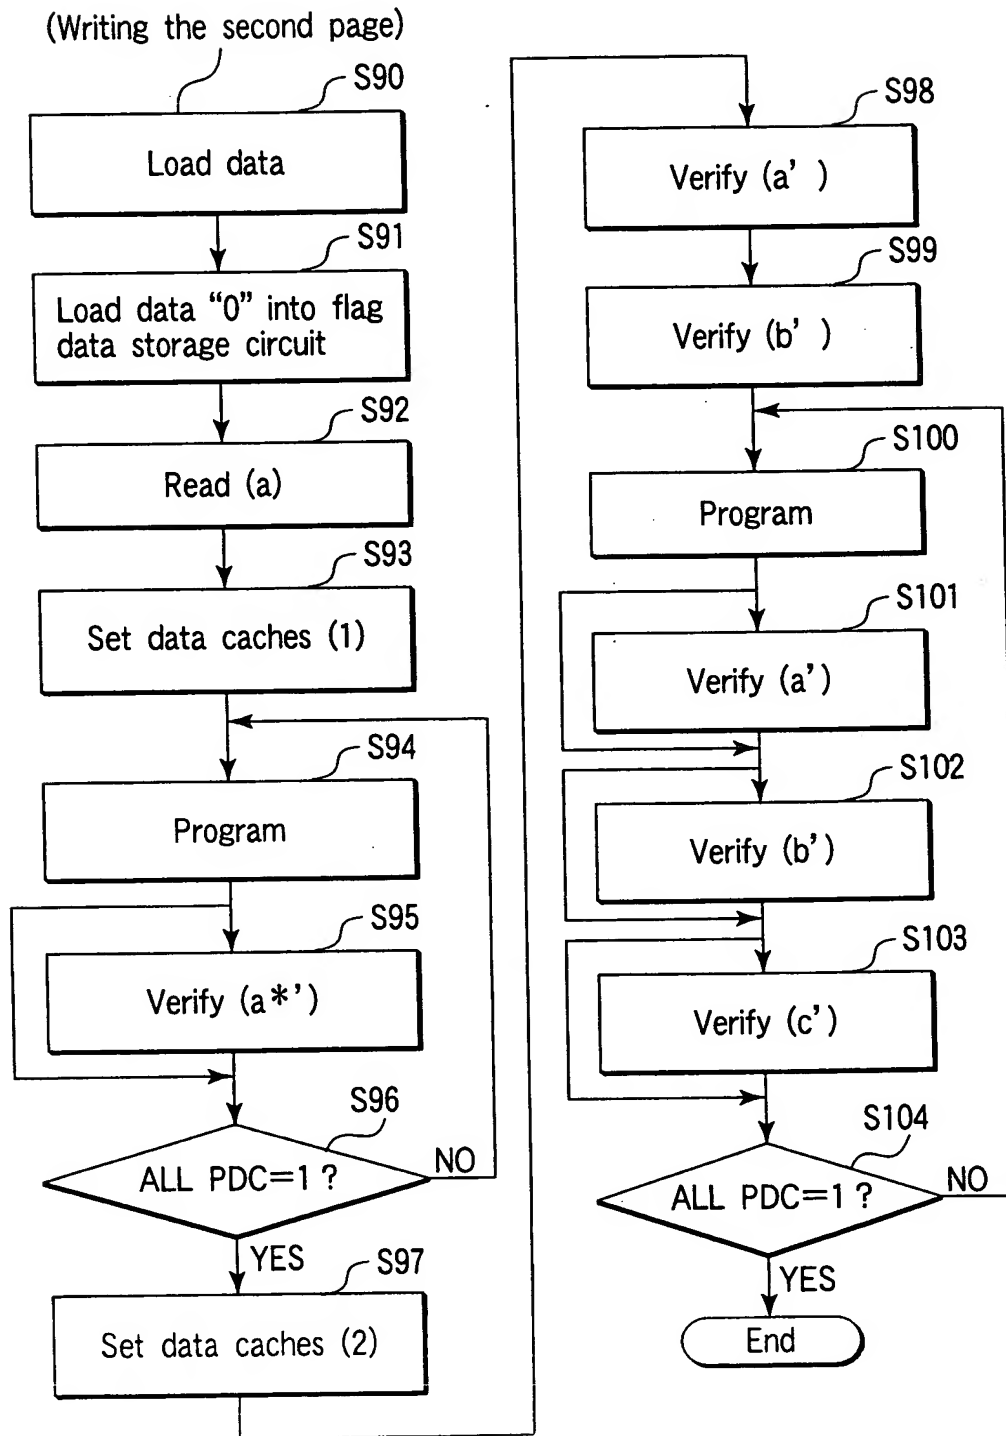 (Writing the second page)
S90
Load data
S91
Load data “0” into flag
data storage circuit
S92
Read (a)
S93
Set data caches (1)
S94
Program
S95
Verify (a*’)
S96
ALL PDC=1 ?
NO
YES
S97
Set data caches (2)
S98
Verify (a’ )
S99
Verify (b’ )
S100
Program
S101
Verify (a’)
S102
Verify (b’)
S103
Verify (c’)
S104
ALL PDC=1 ?
NO
YES
End